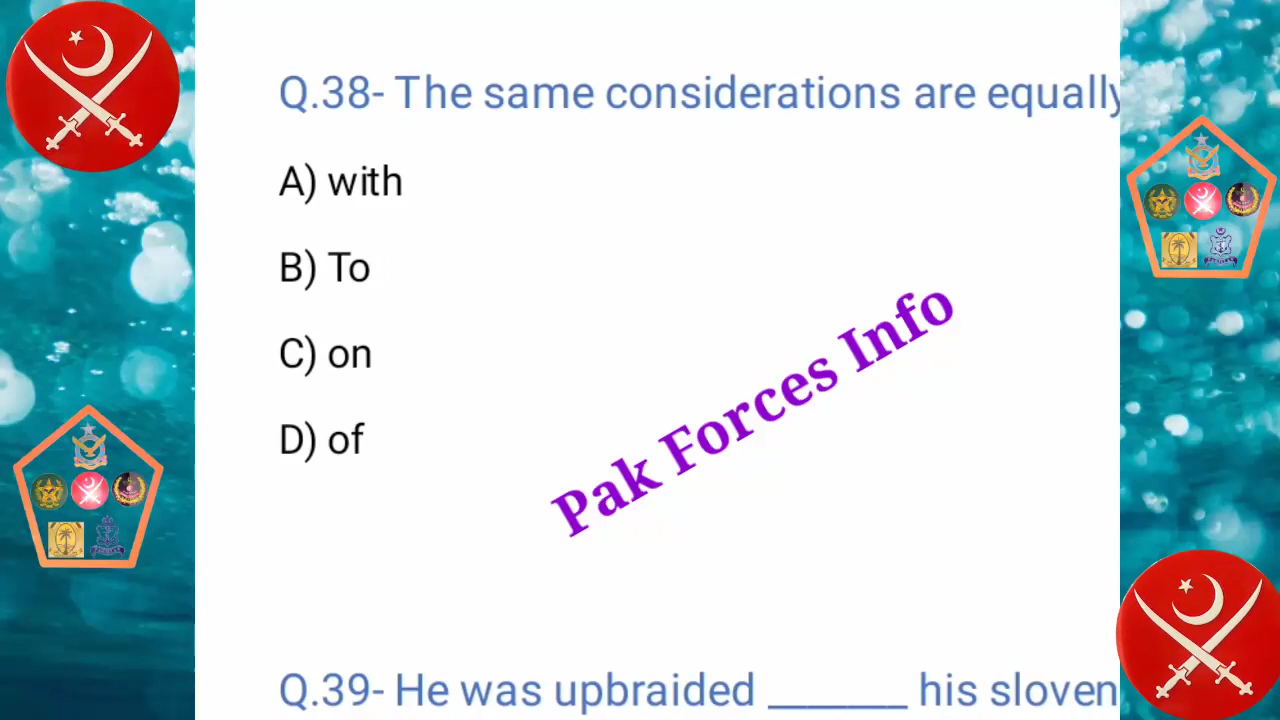 Q.38- The same considerations are equally
A) with
B) To
C) on
D) of
Pak Forces Info
Q.39- He was upbraided _______ his sloven